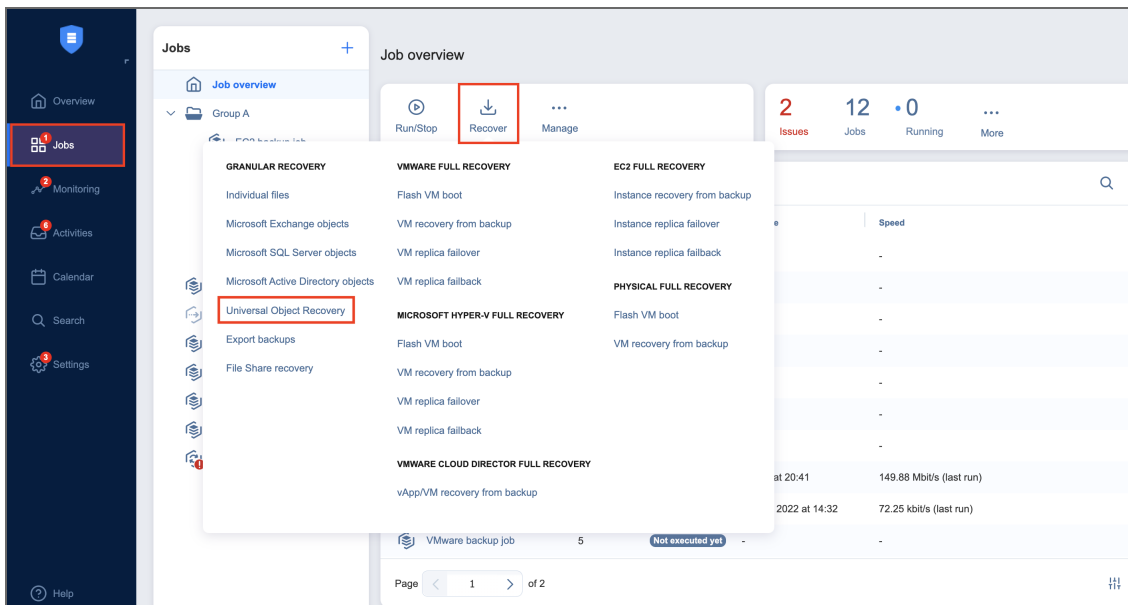 Jobs
Job overview
Group A
Overview
1
Jobs
2
Monitoring
6
Activities
Calendar
Search
3
Settings
Help
Job overview
Run/Stop
Recover
Manage
2
Issues
12
Jobs
0
Running
More
GRANULAR RECOVERY
Individual files
Microsoft Exchange objects
Microsoft SQL Server objects
Microsoft Active Directory objects
Universal Object Recovery
Export backups
File Share recovery
VMWARE FULL RECOVERY
Flash VM boot
VM recovery from backup
VM replica failover
VM replica failback
MICROSOFT HYPER-V FULL RECOVERY
Flash VM boot
VM recovery from backup
VM replica failover
VM replica failback
VMWARE CLOUD DIRECTOR FULL RECOVERY
vApp/VM recovery from backup
EC2 FULL RECOVERY
Instance recovery from backup
Instance replica failover
Instance replica failback
PHYSICAL FULL RECOVERY
Flash VM boot
VM recovery from backup
Speed
-
-
-
-
-
-
-
at 20:41 149.88 Mbit/s (last run)
2022 at 14:32 72.25 kbit/s (last run)
VMware backup job 5 Not executed yet - -
Page 1 of 2